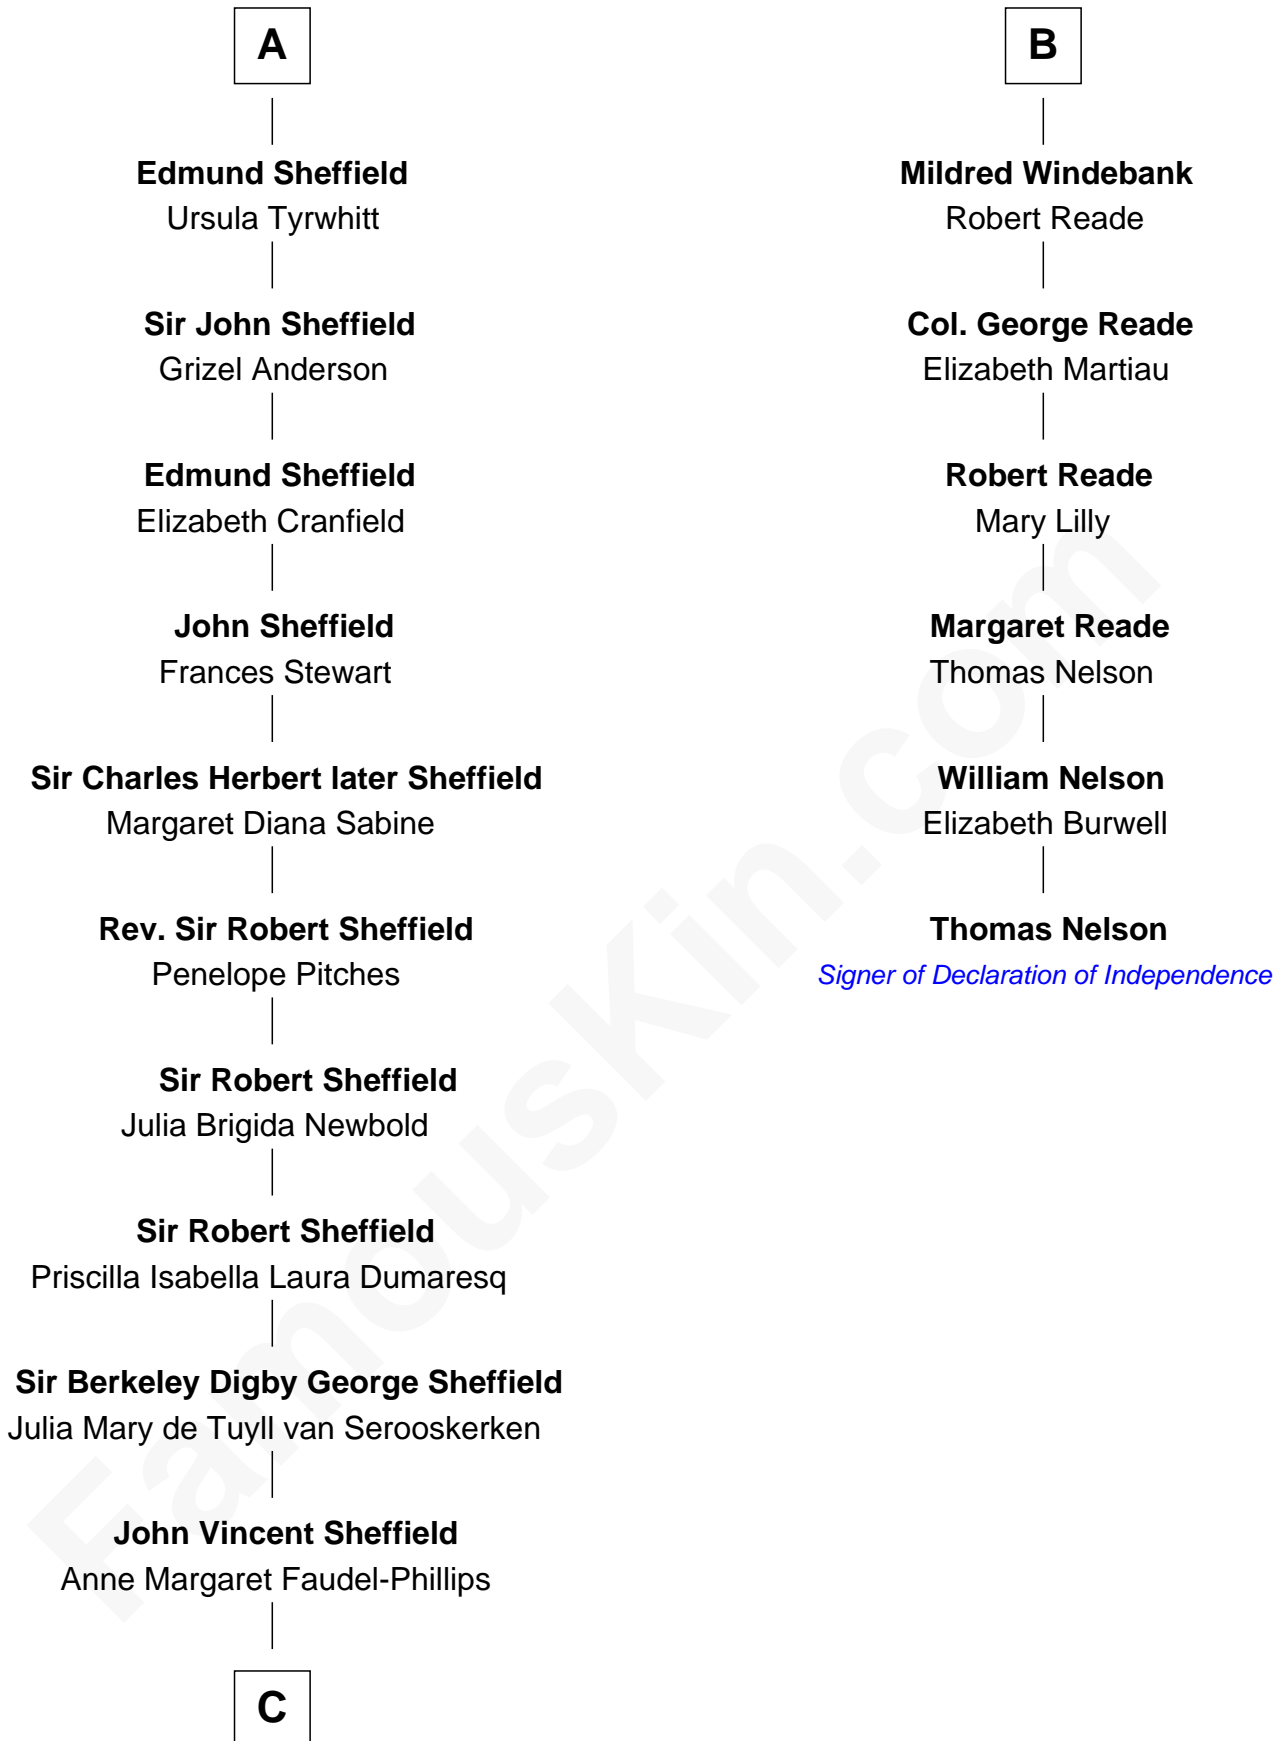 A
Edmund Sheffield
Ursula Tyrwhitt
Sir John Sheffield
Grizel Anderson
Edmund Sheffield
Elizabeth Cranfield
John Sheffield
Frances Stewart
Sir Charles Herbert later Sheffield
Margaret Diana Sabine
Rev. Sir Robert Sheffield
Penelope Pitches
Sir Robert Sheffield
Julia Brigida Newbold
Sir Robert Sheffield
Priscilla Isabella Laura Dumaresq
Sir Berkeley Digby George Sheffield
Julia Mary de Tuyll van Serooskerken
John Vincent Sheffield
Anne Margaret Faudel-Phillips
C
B
Mildred Windebank
Robert Reade
Col. George Reade
Elizabeth Martiau
Robert Reade
Mary Lilly
Margaret Reade
Thomas Nelson
William Nelson
Elizabeth Burwell
Thomas Nelson
Signer of Declaration of Independence
FamousKin.com